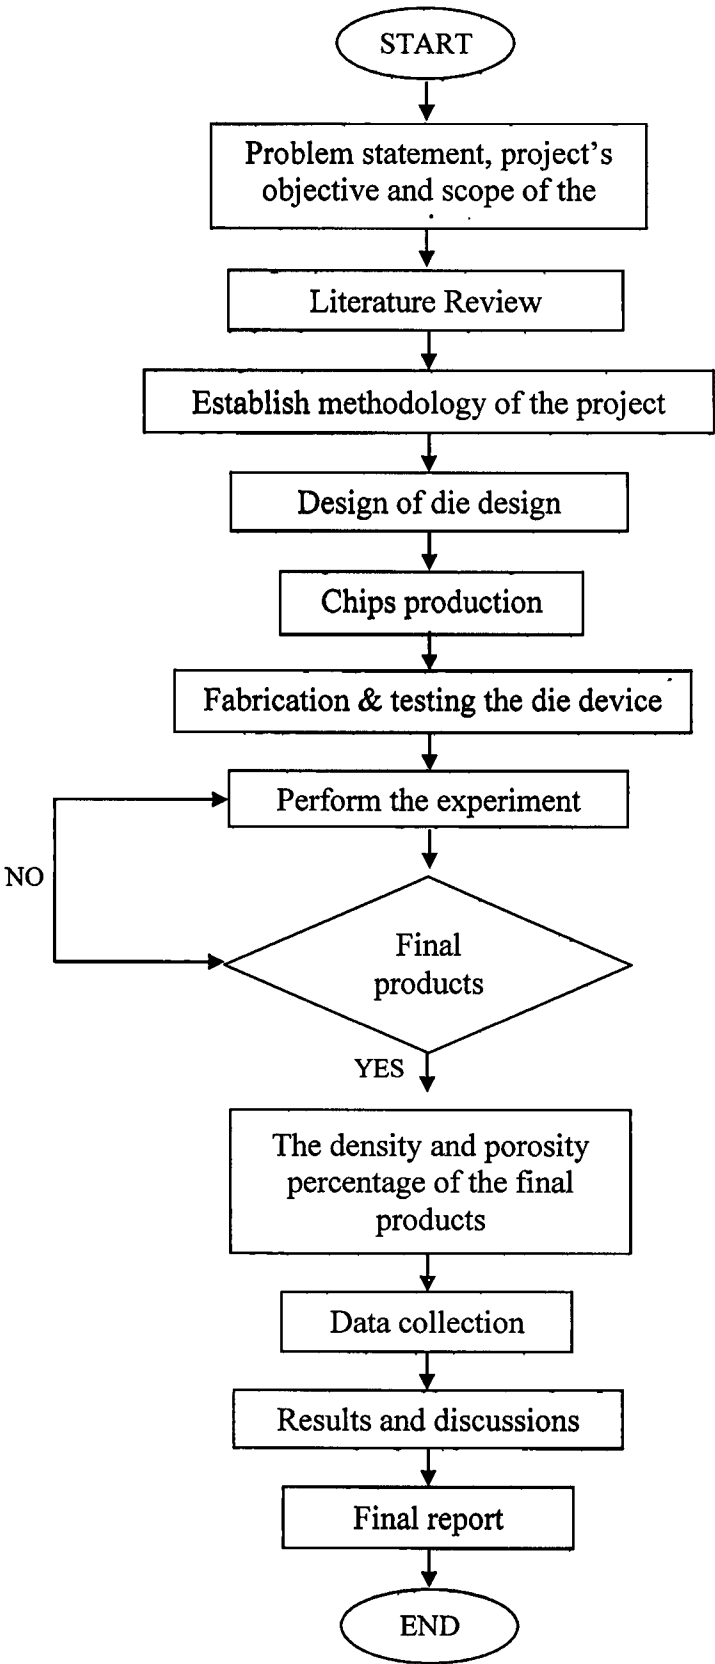 START
Problem statement, project's
objective and scope of the
Literature Review
Establish methodology of the project
Design of die design
Chips production
Fabrication & testing the die device
Perform the experiment
NO
Final
products
YES
The density and porosity
percentage of the final
products
Data collection
Results and discussions
Final report
END